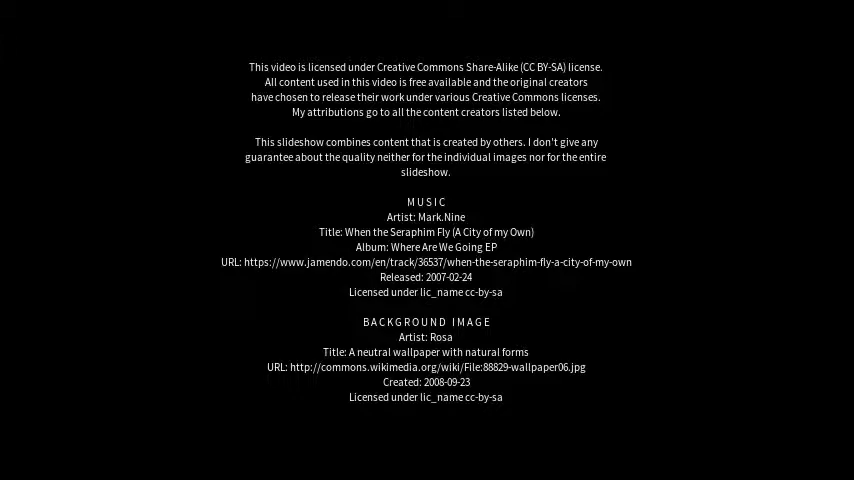 This video is licensed under Creative Commons Share-Alike (CC BY-SA) license.
All content used in this video is free available and the original creators
have chosen to release their work under various Creative Commons licenses.
My attributions go to all the content creators listed below.
This slideshow combines content that is created by others. I don't give any
guarantee about the quality neither for the individual images nor for the entire
slideshow.
MUSIC
Artist: Mark.Nine
Title: When the Seraphim Fly (A City of my Own)
Album: Where Are We Going EP
URL: https://www.jamendo.com/en/track/36537/when-the-seraphim-fly-a-city-of-my-own
Released: 2007-02-24
Licensed under lic_name cc-by-sa
BACKGROUND IMAGE
Artist: Rosa
Title: A neutral wallpaper with natural forms
URL: http://commons.wikimedia.org/wiki/File:88829-wallpaper06.jpg
Created: 2008-09-23
Licensed under lic_name cc-by-sa